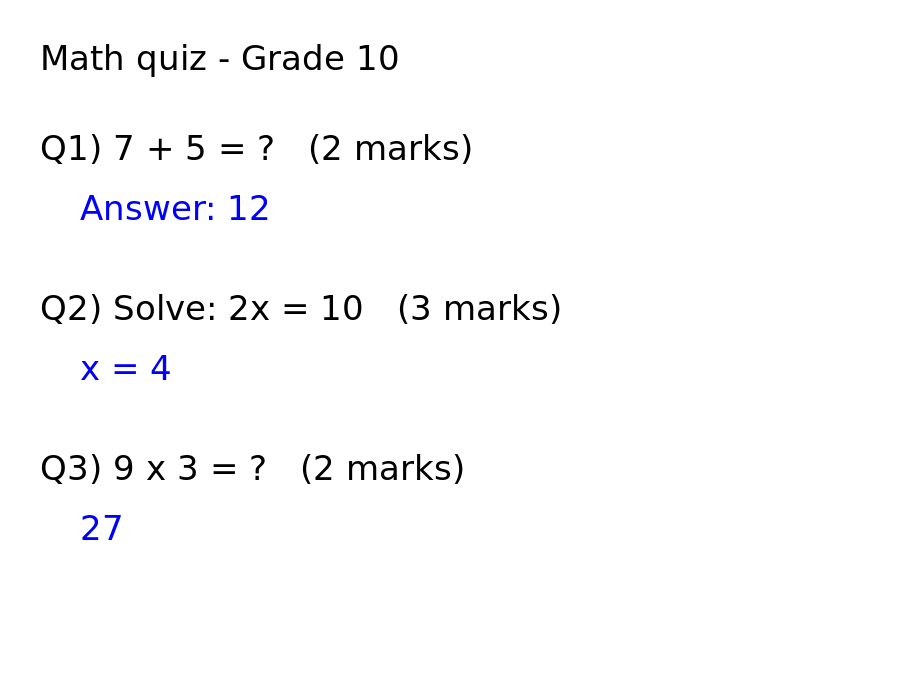 Math quiz - Grade 10
Q1) 7 + 5 = ? (2 marks)
Answer: 12
Q2) Solve: 2x = 10 (3 marks)
x = 4
Q3) 9 x 3 = ? (2 marks)
27